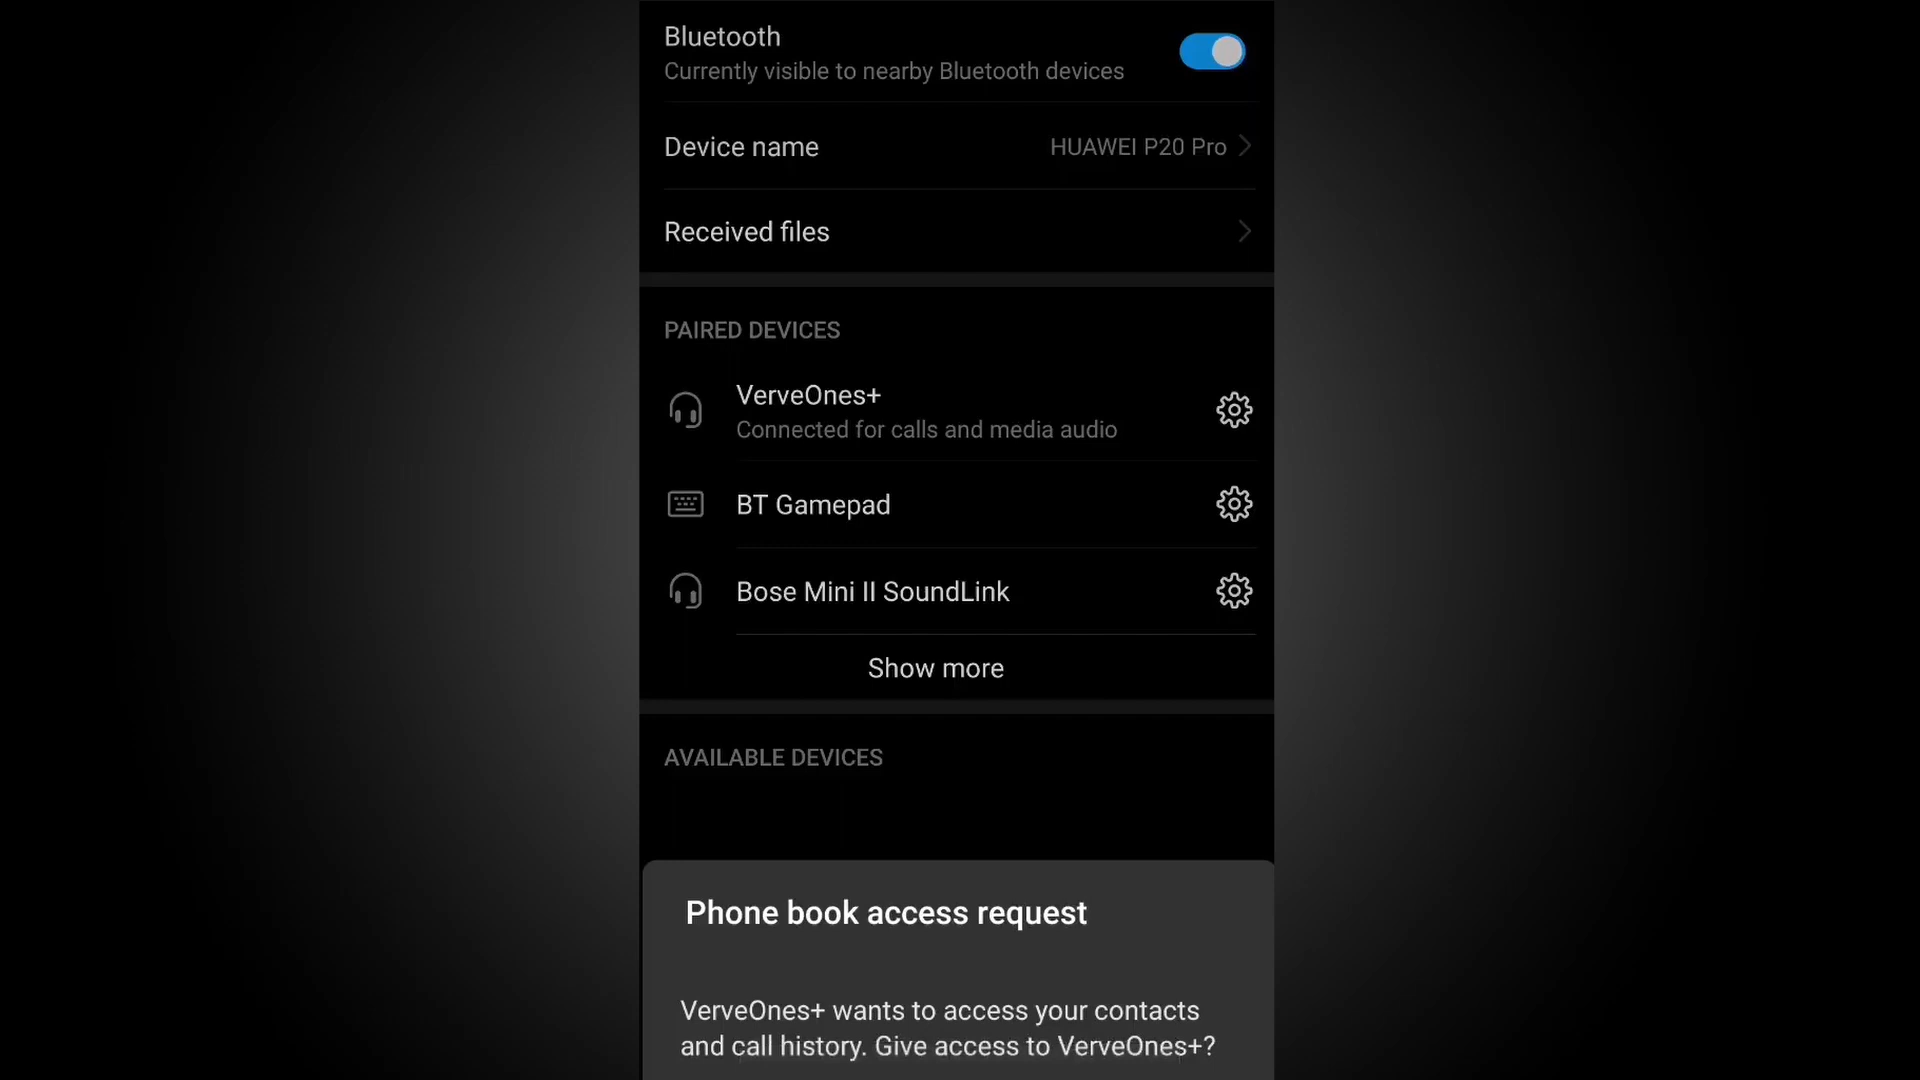 Bluetooth
Currently visible to nearby Bluetooth devices
Device name
HUAWEI P20 Pro
Received files
PAIRED DEVICES
VerveOnes+
Connected for calls and media audio
BT Gamepad
Bose Mini II SoundLink
Show more
AVAILABLE DEVICES
Phone book access request
VerveOnes+ wants to access your contacts
and call history. Give access to VerveOnes+?